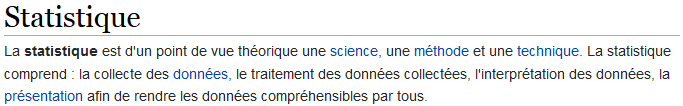 Statistique
La statistique est d'un point de vue théorique une science, une méthode et une technique. La statistique
comprend : la collecte des données, le traitement des données collectées, l'interprétation des données, la
présentation afin de rendre les données compréhensibles par tous.